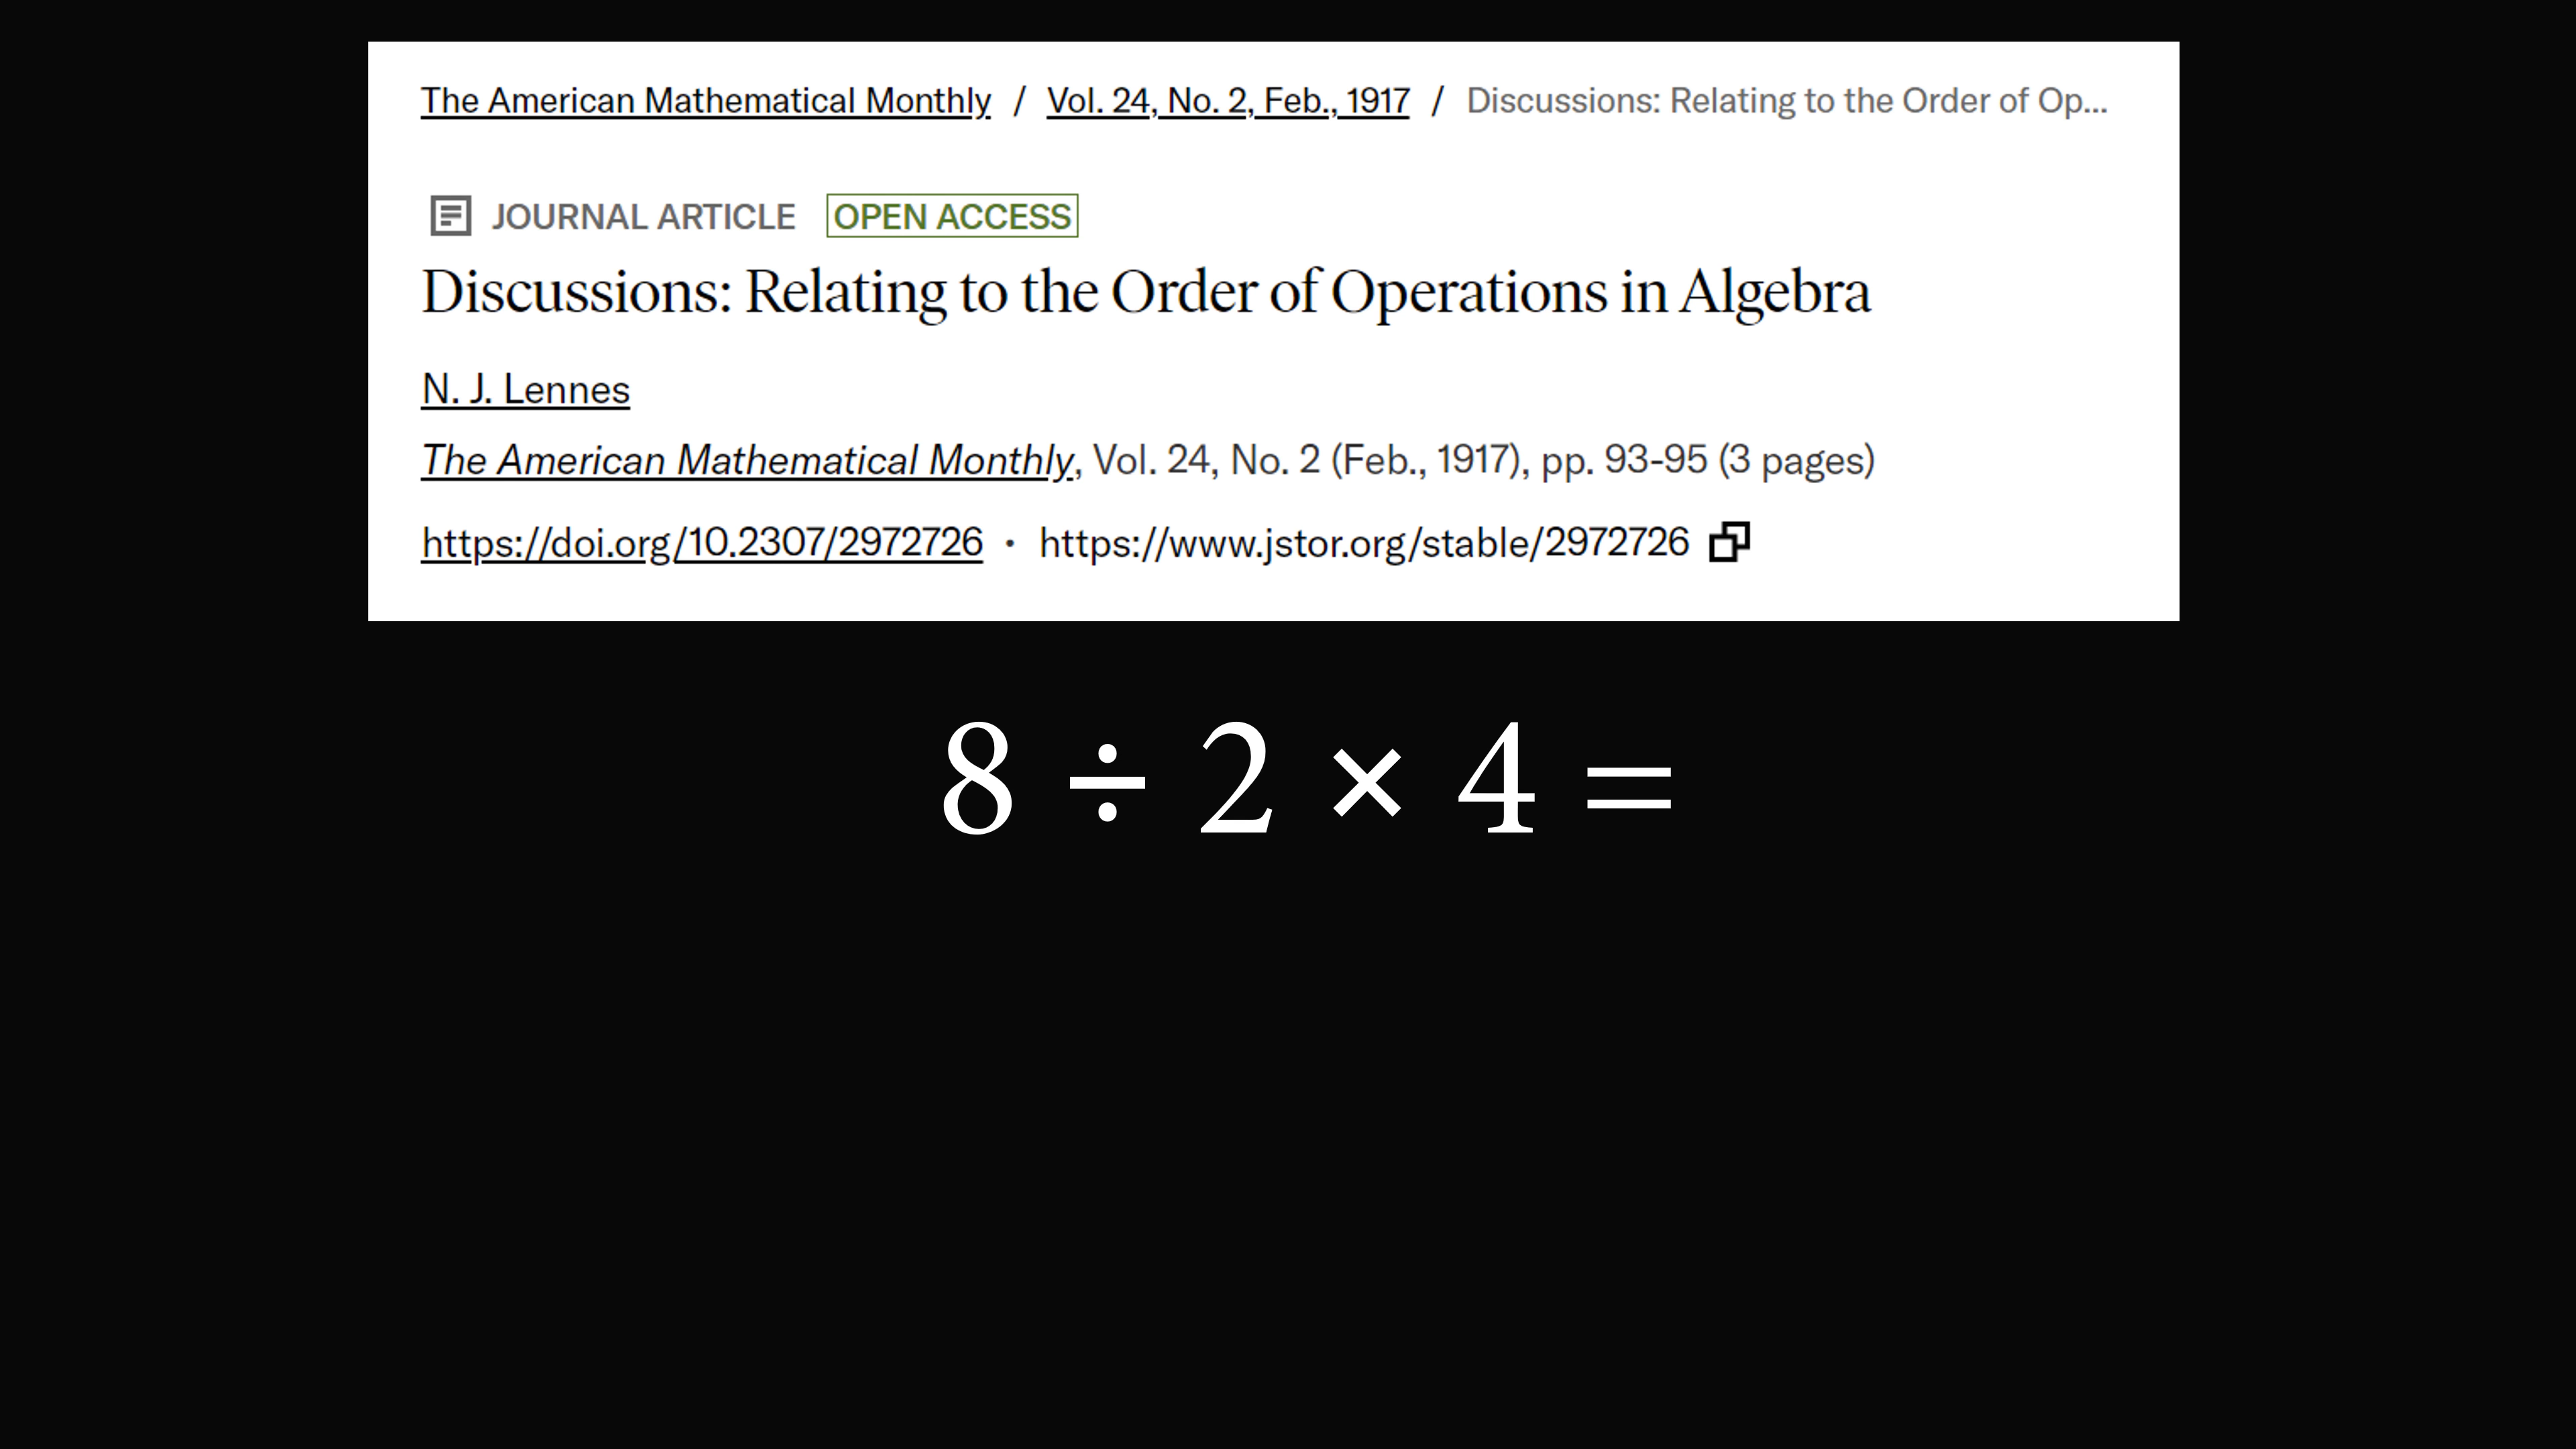 The American Mathematical Monthly / Vol. 24, No. 2, Feb., 1917 / Discussions: Relating to the Order of Op...
JOURNAL ARTICLE OPEN ACCESS
Discussions: Relating to the Order of Operations in Algebra
N. J. Lennes
The American Mathematical Monthly, Vol. 24, No. 2 (Feb., 1917), pp. 93-95 (3 pages)
https://doi.org/10.2307/2972726 • https://www.jstor.org/stable/2972726
8 ÷ 2 × 4 =